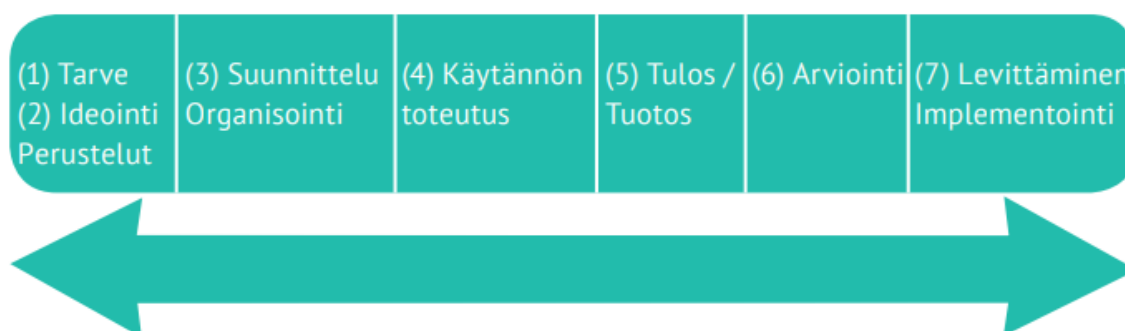 (1) Tarve
(2) Ideointi
Perustelut
(3) Suunnittelu
Organisointi
(4) Käytännön
toteutus
(5) Tulos /
Tuotos
(6) Arviointi
(7) Levittäminen
Implementointi